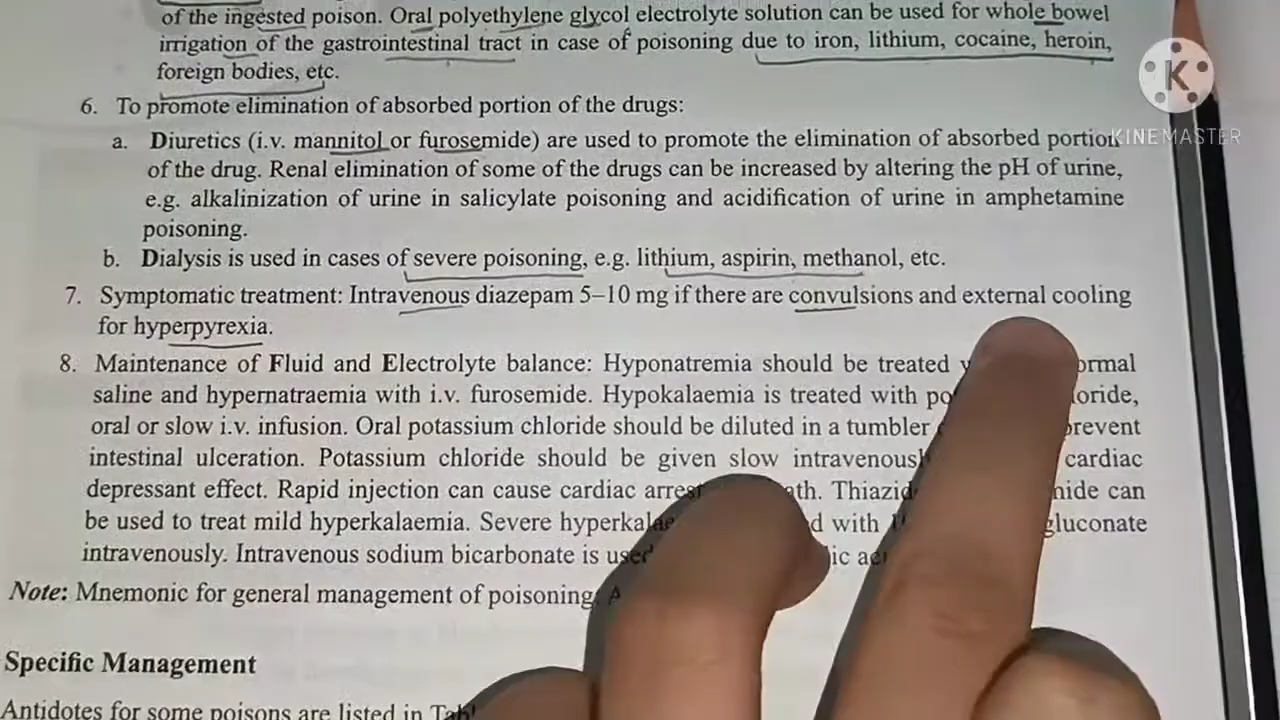 of the ingested poison. Oral polyethylene glycol electrolyte solution can be used for whole bowel
irrigation of the gastrointestinal tract in case of poisoning due to iron, lithium, cocaine, heroin,
foreign bodies, etc.
K
KINEMASTER
6. To promote elimination of absorbed portion of the drugs:
a. Diuretics (i.v. mannitol or furosemide) are used to promote the elimination of absorbed portion
of the drug. Renal elimination of some of the drugs can be increased by altering the pH of urine,
e.g. alkalinization of urine in salicylate poisoning and acidification of urine in amphetamine
poisoning.
b. Dialysis is used in cases of severe poisoning, e.g. lithium, aspirin, methanol, etc.
7. Symptomatic treatment: Intravenous diazepam 5–10 mg if there are convulsions and external cooling
for hyperpyrexia.
8. Maintenance of Fluid and Electrolyte balance: Hyponatremia should be treated
saline and hypernatraemia with i.v. furosemide. Hypokalaemia is treated with
oral or slow i.v. infusion. Oral potassium chloride should be diluted in a tumbler
intestinal ulceration. Potassium chloride should be given slow cardiac
depressant effect. Rapid injection can cause cardiac can
be used to treat mild hyperkalaemia. Severe gluconate
intravenously. Intravenous sodium bicarbonate is
Note: Mnemonic for general management of poisoning:
Specific Management
Antidotes for some poisons are listed in